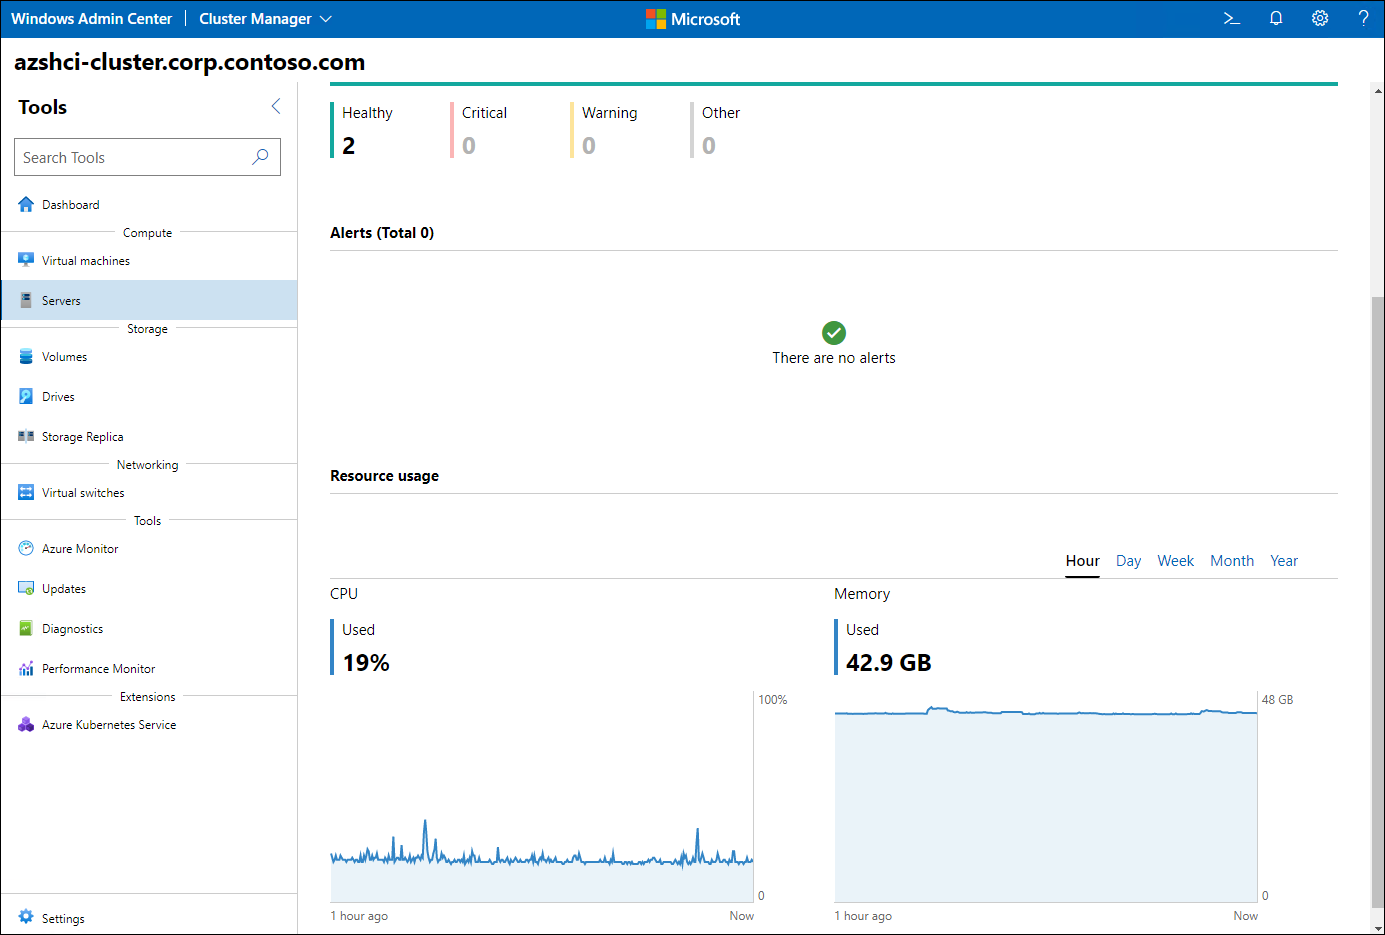 Windows Admin Center
Cluster Manager
Microsoft
azshci-cluster.corp.contoso.com
Tools
Search Tools
Dashboard
Compute
Virtual machines
Servers
Storage
Volumes
Drives
Storage Replica
Networking
Virtual switches
Tools
Azure Monitor
Updates
Diagnostics
Performance Monitor
Extensions
Azure Kubernetes Service
Settings
Healthy
2
Critical
0
Warning
0
Other
0
Alerts (Total 0)
There are no alerts
Resource usage
Hour Day Week Month Year
CPU
Used
19%
100%
0
1 hour ago
Now
Memory
Used
42.9 GB
48 GB
0
1 hour ago
Now